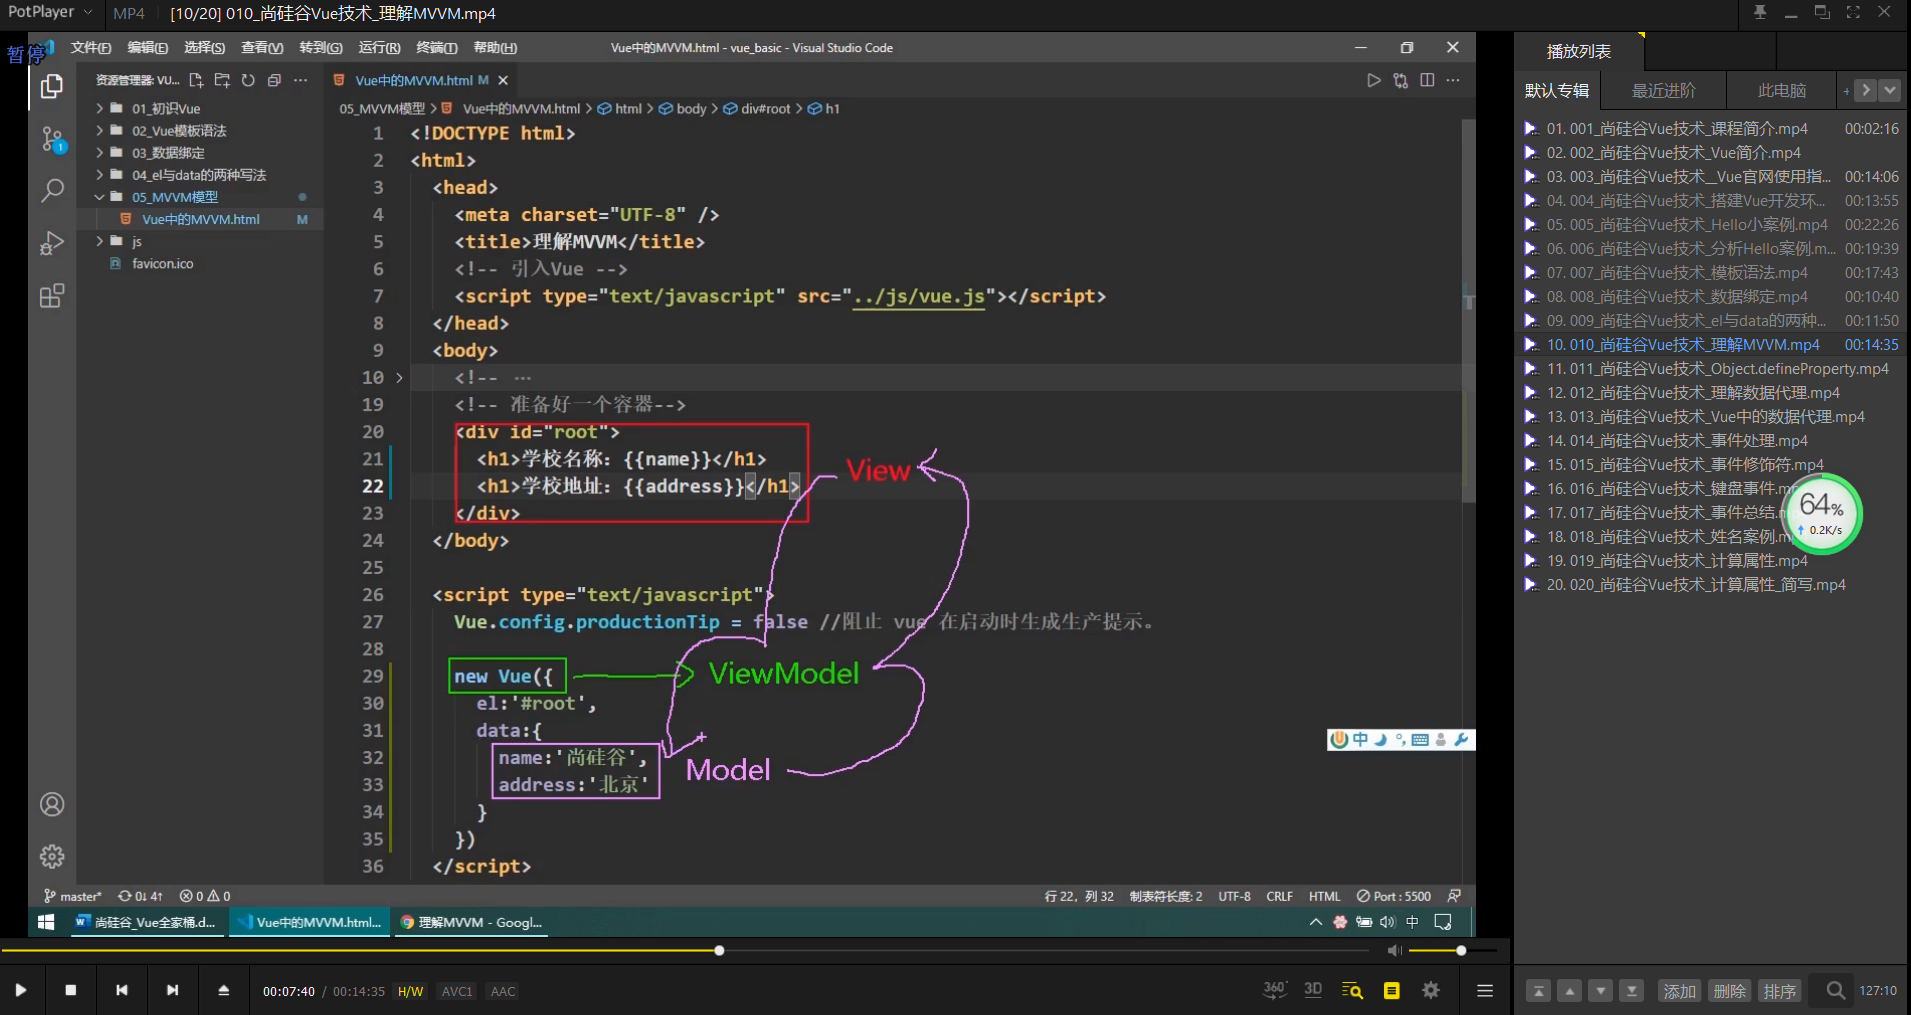 PotPlayer MP4 [10/20] 010_尚硅谷Vue技术_理解MVVM.mp4
暂停
文件(F) 编辑(E) 选择(S) 查看(V) 转到(G) 运行(R) 终端(T) 帮助(H) Vue中的MVVM.html - vue_basic - Visual Studio Code
资源管理器: VU...
01_初识Vue
02_Vue模板语法
03_数据绑定
04_el与data的两种写法
05_MVVM模型
Vue中的MVVM.html M
js
favicon.ico
1
Vue中的MVVM.html M
05_MVVM模型 > Vue中的MVVM.html > html > body > div#root > h1
1 <!DOCTYPE html>
2 <html>
3 <head>
4 <meta charset="UTF-8" />
5 <title>理解MVVM</title>
6 <!-- 引入Vue -->
7 <script type="text/javascript" src="../js/vue.js"></script>
8 </head>
9 <body>
10 <!-- ...
19 <!-- 准备好一个容器-->
20 <div id="root">
21 <h1>学校名称: {{name}}</h1>
22 <h1>学校地址: {{address}}</h1>
23 </div>
24 </body>
25
26 <script type="text/javascript">
27 Vue.config.productionTip = false //阻止 vue 在启动时生成生产提示。
28
29 new Vue({
30 el:'#root',
31 data:{
32 name:'尚硅谷',
33 address:'北京'
34 }
35 })
36 </script>
View
ViewModel
Model
中
master* 0↓ 4↑ 0 0
行 22，列 32 制表符长度: 2 UTF-8 CRLF HTML Port : 5500
尚硅谷_Vue全家桶.d... Vue中的MVVM.html... 理解MVVM - Googl... 中
00:07:40 / 00:14:35 H/W AVC1 AAC
360° 3D
播放列表
默认专辑 最近进阶 此电脑 +
01. 001_尚硅谷Vue技术_课程简介.mp4 00:02:16
02. 002_尚硅谷Vue技术_Vue简介.mp4
03. 003_尚硅谷Vue技术__Vue官网使用指... 00:14:06
04. 004_尚硅谷Vue技术_搭建Vue开发环... 00:13:55
05. 005_尚硅谷Vue技术_Hello小案例.mp4 00:22:26
06. 006_尚硅谷Vue技术_分析Hello案例.m... 00:19:39
07. 007_尚硅谷Vue技术_模板语法.mp4 00:17:43
08. 008_尚硅谷Vue技术_数据绑定.mp4 00:10:40
09. 009_尚硅谷Vue技术_el与data的两种... 00:11:50
10. 010_尚硅谷Vue技术_理解MVVM.mp4 00:14:35
11. 011_尚硅谷Vue技术_Object.defineProperty.mp4
12. 012_尚硅谷Vue技术_理解数据代理.mp4
13. 013_尚硅谷Vue技术_Vue中的数据代理.mp4
14. 014_尚硅谷Vue技术_事件处理.mp4
15. 015_尚硅谷Vue技术_事件修饰符.mp4
16. 016_尚硅谷Vue技术_键盘事件.m
17. 017_尚硅谷Vue技术_事件总结.
18. 018_尚硅谷Vue技术_姓名案例.m
19. 019_尚硅谷Vue技术_计算属性.mp4
20. 020_尚硅谷Vue技术_计算属性_简写.mp4
64%
0.2K/s
添加 删除 排序 127:10